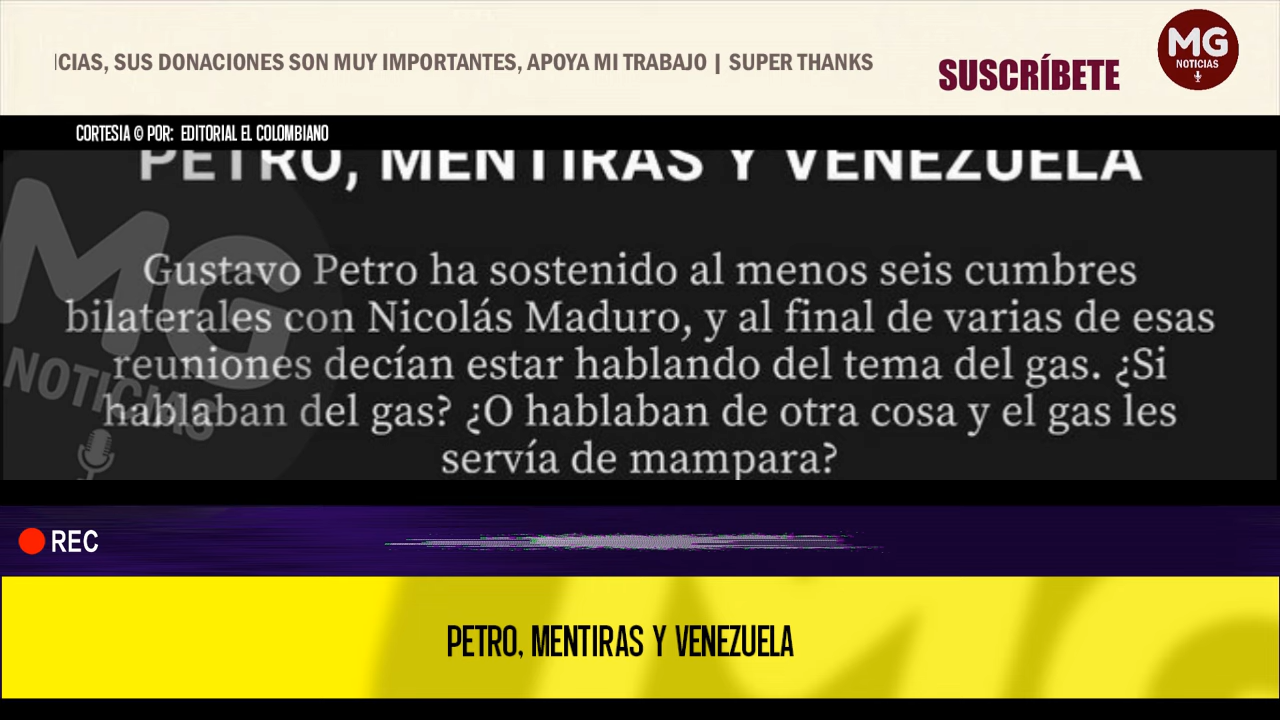 ICIAS, SUS DONACIONES SON MUY IMPORTANTES, APOYA MI TRABAJO | SUPER THANKS
SUSCRÍBETE
MG
NOTICIAS
CORTESIA © POR: EDITORIAL EL COLOMBIANO
PETRO, MENTIRAS Y VENEZUELA
MG
NOTICIAS
Gustavo Petro ha sostenido al menos seis cumbres
bilaterales con Nicolás Maduro, y al final de varias de esas
reuniones decían estar hablando del tema del gas. ¿Si
hablaban del gas? ¿O hablaban de otra cosa y el gas les
servía de mampara?
REC
PETRO, MENTIRAS Y VENEZUELA